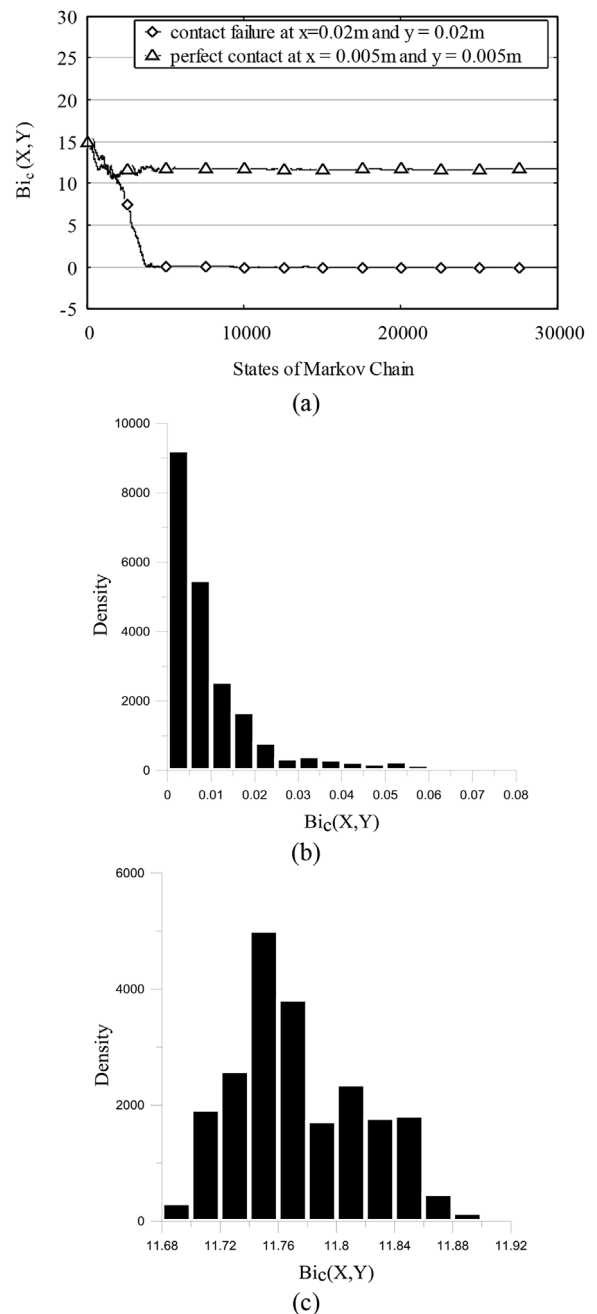 30
25
20
15
10
5
0
-5
Bi_c(X,Y)
contact failure at x=0.02m and y = 0.02m
perfect contact at x = 0.005m and y = 0.005m
0 10000 20000 30000
States of Markov Chain
(a)
10000
8000
6000
4000
2000
0
Density
0 0.01 0.02 0.03 0.04 0.05 0.06 0.07 0.08
Bi_c(X,Y)
(b)
6000
4000
2000
0
Density
11.68 11.72 11.76 11.8 11.84 11.88 11.92
Bi_c(X,Y)
(c)